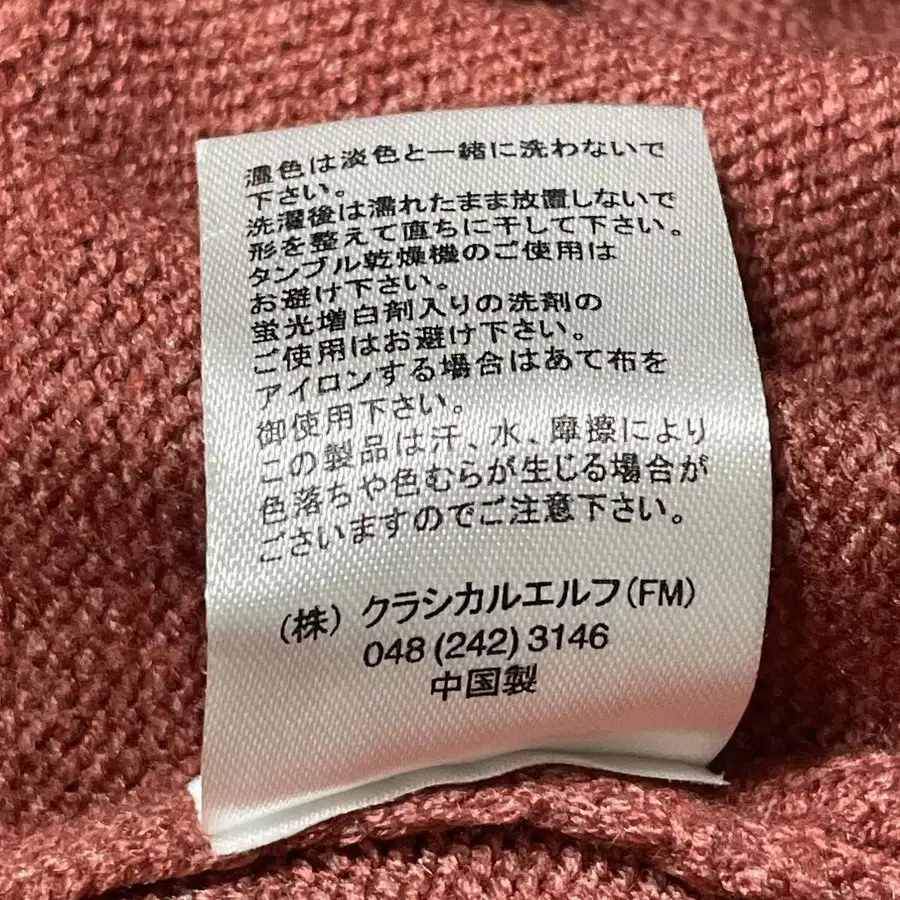 濃色は淡色と一緒に洗わないで
下さい。
洗濯後は濡れたまま放置しないで
形を整えて直ちに干して下さい。
タンブル乾燥機のご使用は
お避け下さい。
蛍光増白剤入りの洗剤の
ご使用はお避け下さい。
アイロンする場合はあて布を
御使用下さい。
この製品は汗、水、摩擦により
色落ちや色むらが生じる場合が
ございますのでご注意下さい。
(株) クラシカルエルフ(FM)
048 (242) 3146
中国製